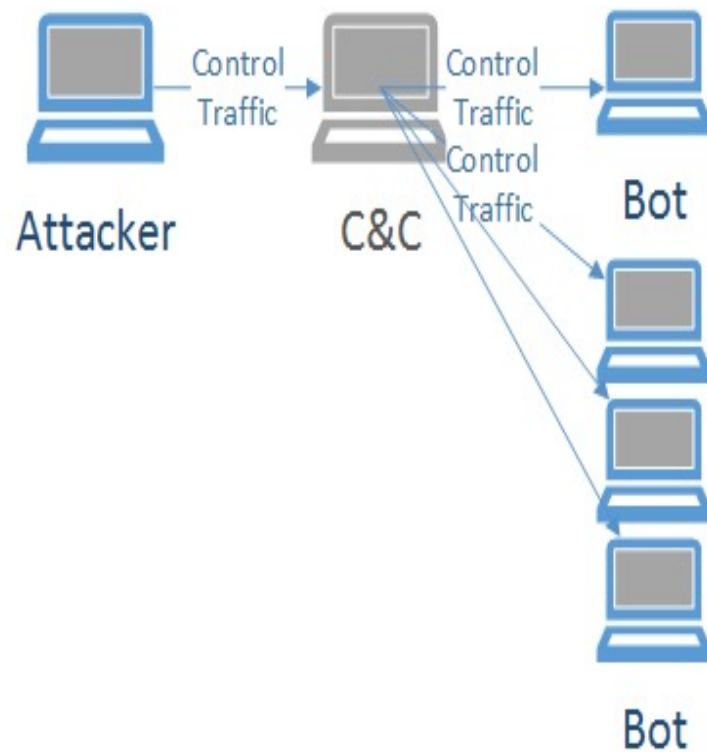 Control
Traffic
Control
Traffic
Control
Traffic
Attacker
C&C
Bot
Bot